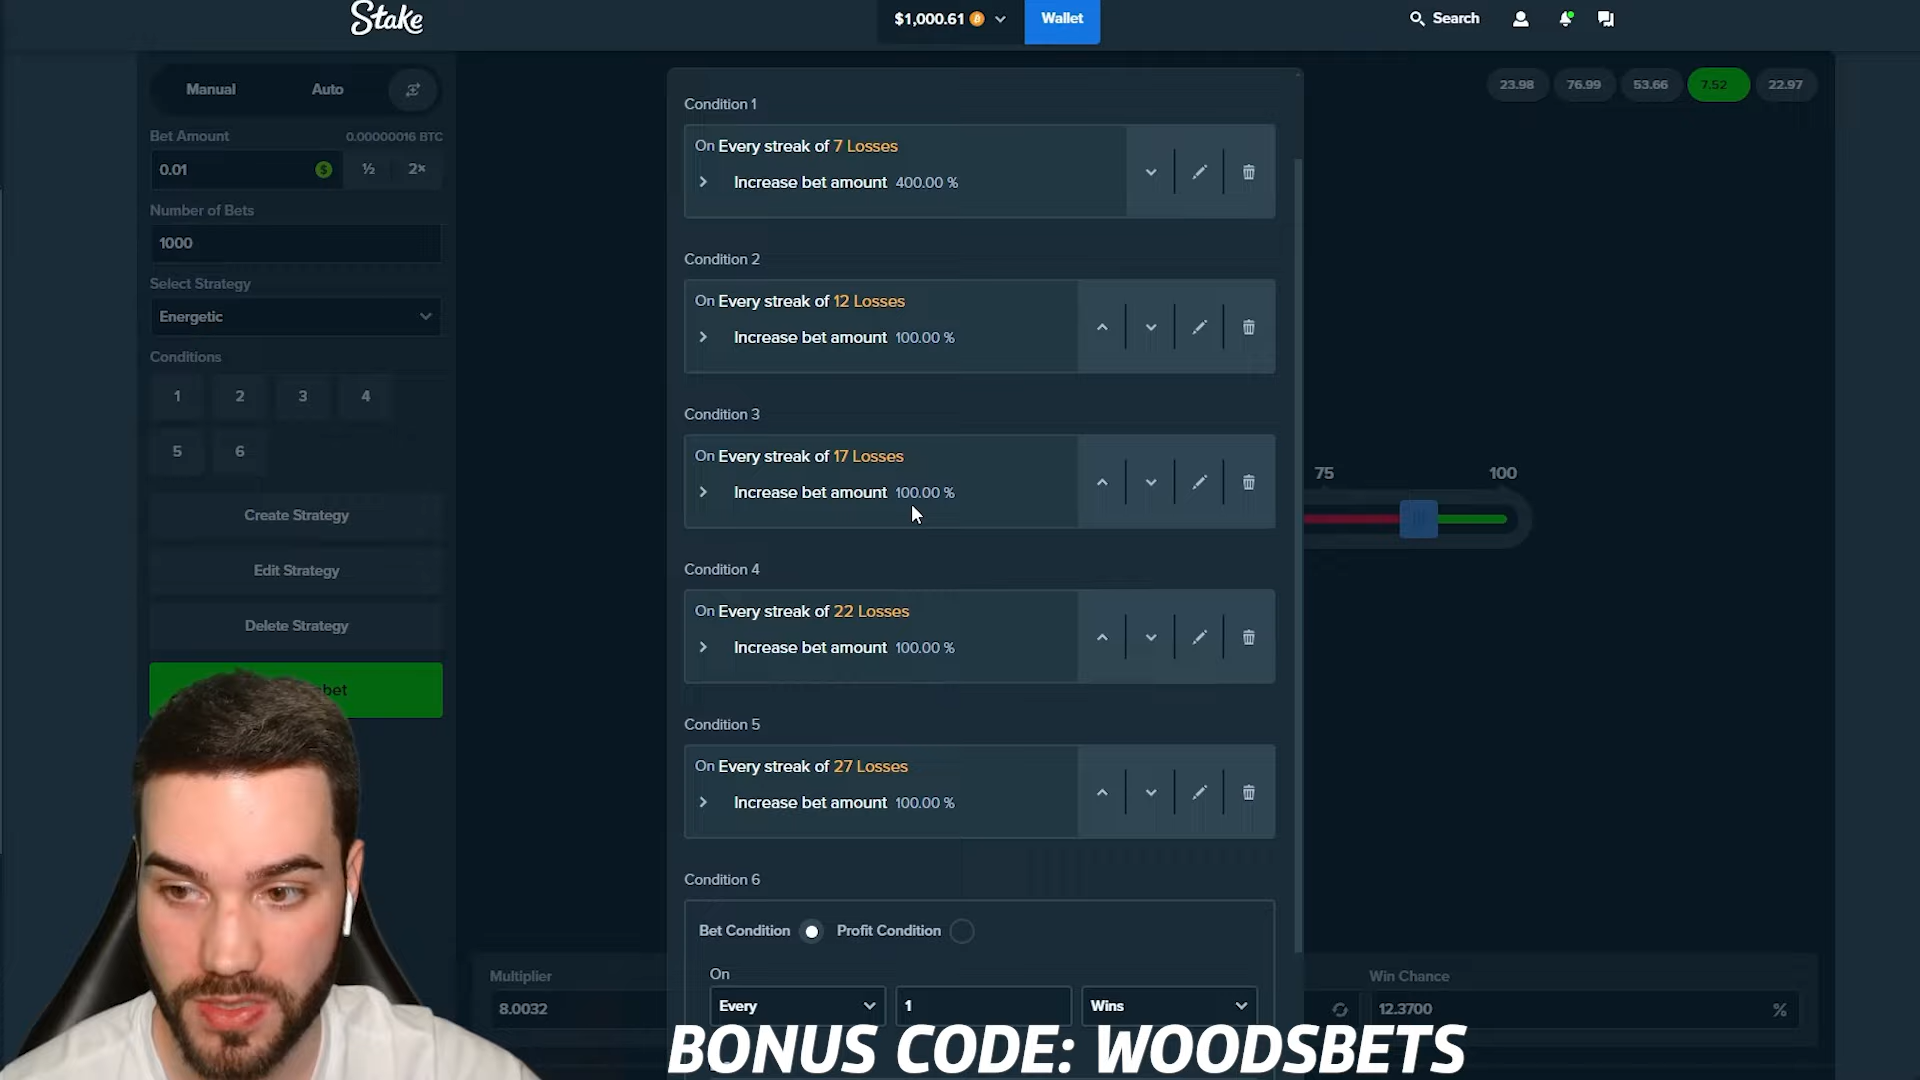 Stake
$1,000.61
Wallet
Search
Manual
Auto
Bet Amount
0.00000016 BTC
0.01
$
½
2×
Number of Bets
1000
Select Strategy
Energetic
Conditions
1
2
3
4
5
6
Create Strategy
Edit Strategy
Delete Strategy
bet
Condition 1
On Every streak of 7 Losses
Increase bet amount 400.00 %
Condition 2
On Every streak of 12 Losses
Increase bet amount 100.00 %
Condition 3
On Every streak of 17 Losses
Increase bet amount 100.00 %
Condition 4
On Every streak of 22 Losses
Increase bet amount 100.00 %
Condition 5
On Every streak of 27 Losses
Increase bet amount 100.00 %
Condition 6
Bet Condition
Profit Condition
On
Every
1
Wins
23.98
76.99
53.66
7.52
22.97
75
100
Multiplier
8.0032
Win Chance
12.3700
%
BONUS CODE: WOODSBETS